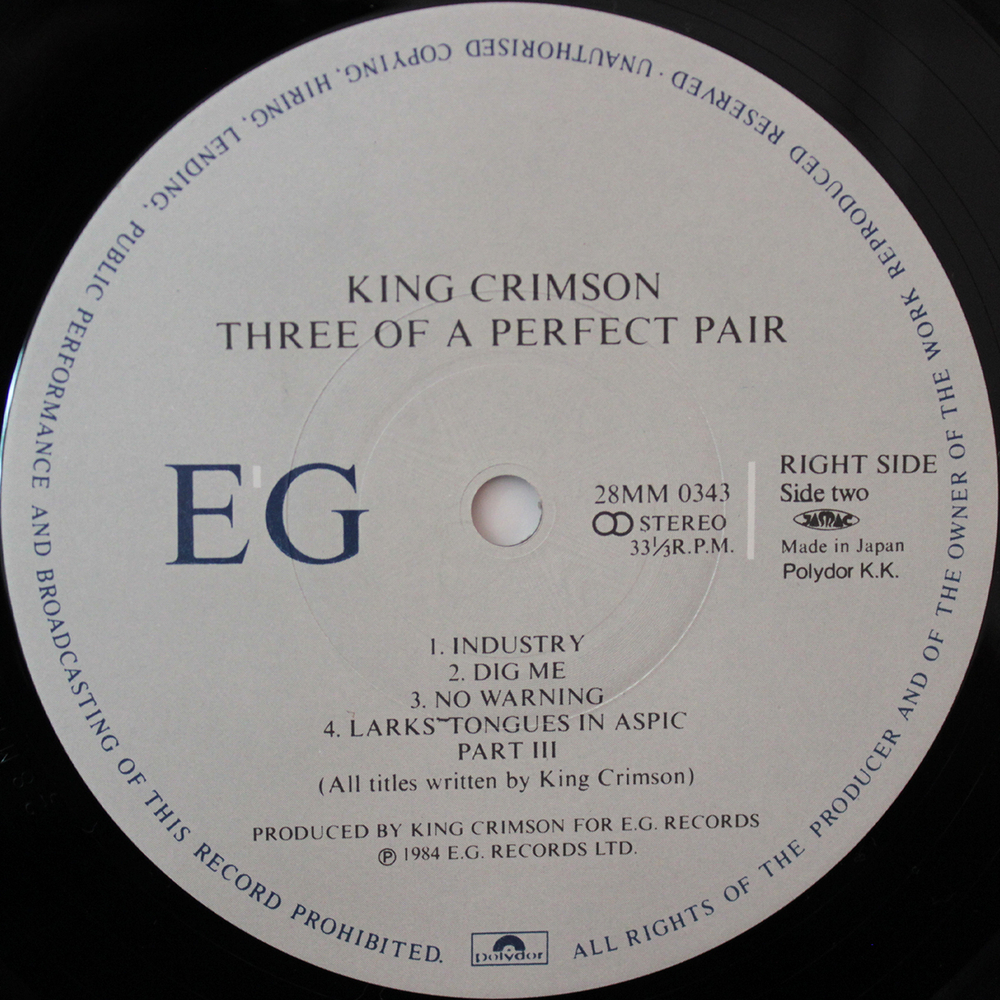 KING CRIMSON
THREE OF A PERFECT PAIR
E'G
28MM 0343
STEREO
33⅓R.P.M.
RIGHT SIDE
Side two
JASRAC
Made in Japan
Polydor K.K.
1. INDUSTRY
2. DIG ME
3. NO WARNING
4. LARKS' TONGUES IN ASPIC
PART III
(All titles written by King Crimson)
PRODUCED BY KING CRIMSON FOR E.G. RECORDS
℗ 1984 E.G. RECORDS LTD.
polydor
ALL RIGHTS OF THE PRODUCER AND OF THE OWNER OF THE WORK REPRODUCED RESERVED · UNAUTHORISED COPYING, HIRING, LENDING, PUBLIC PERFORMANCE AND BROADCASTING OF THIS RECORD PROHIBITED.